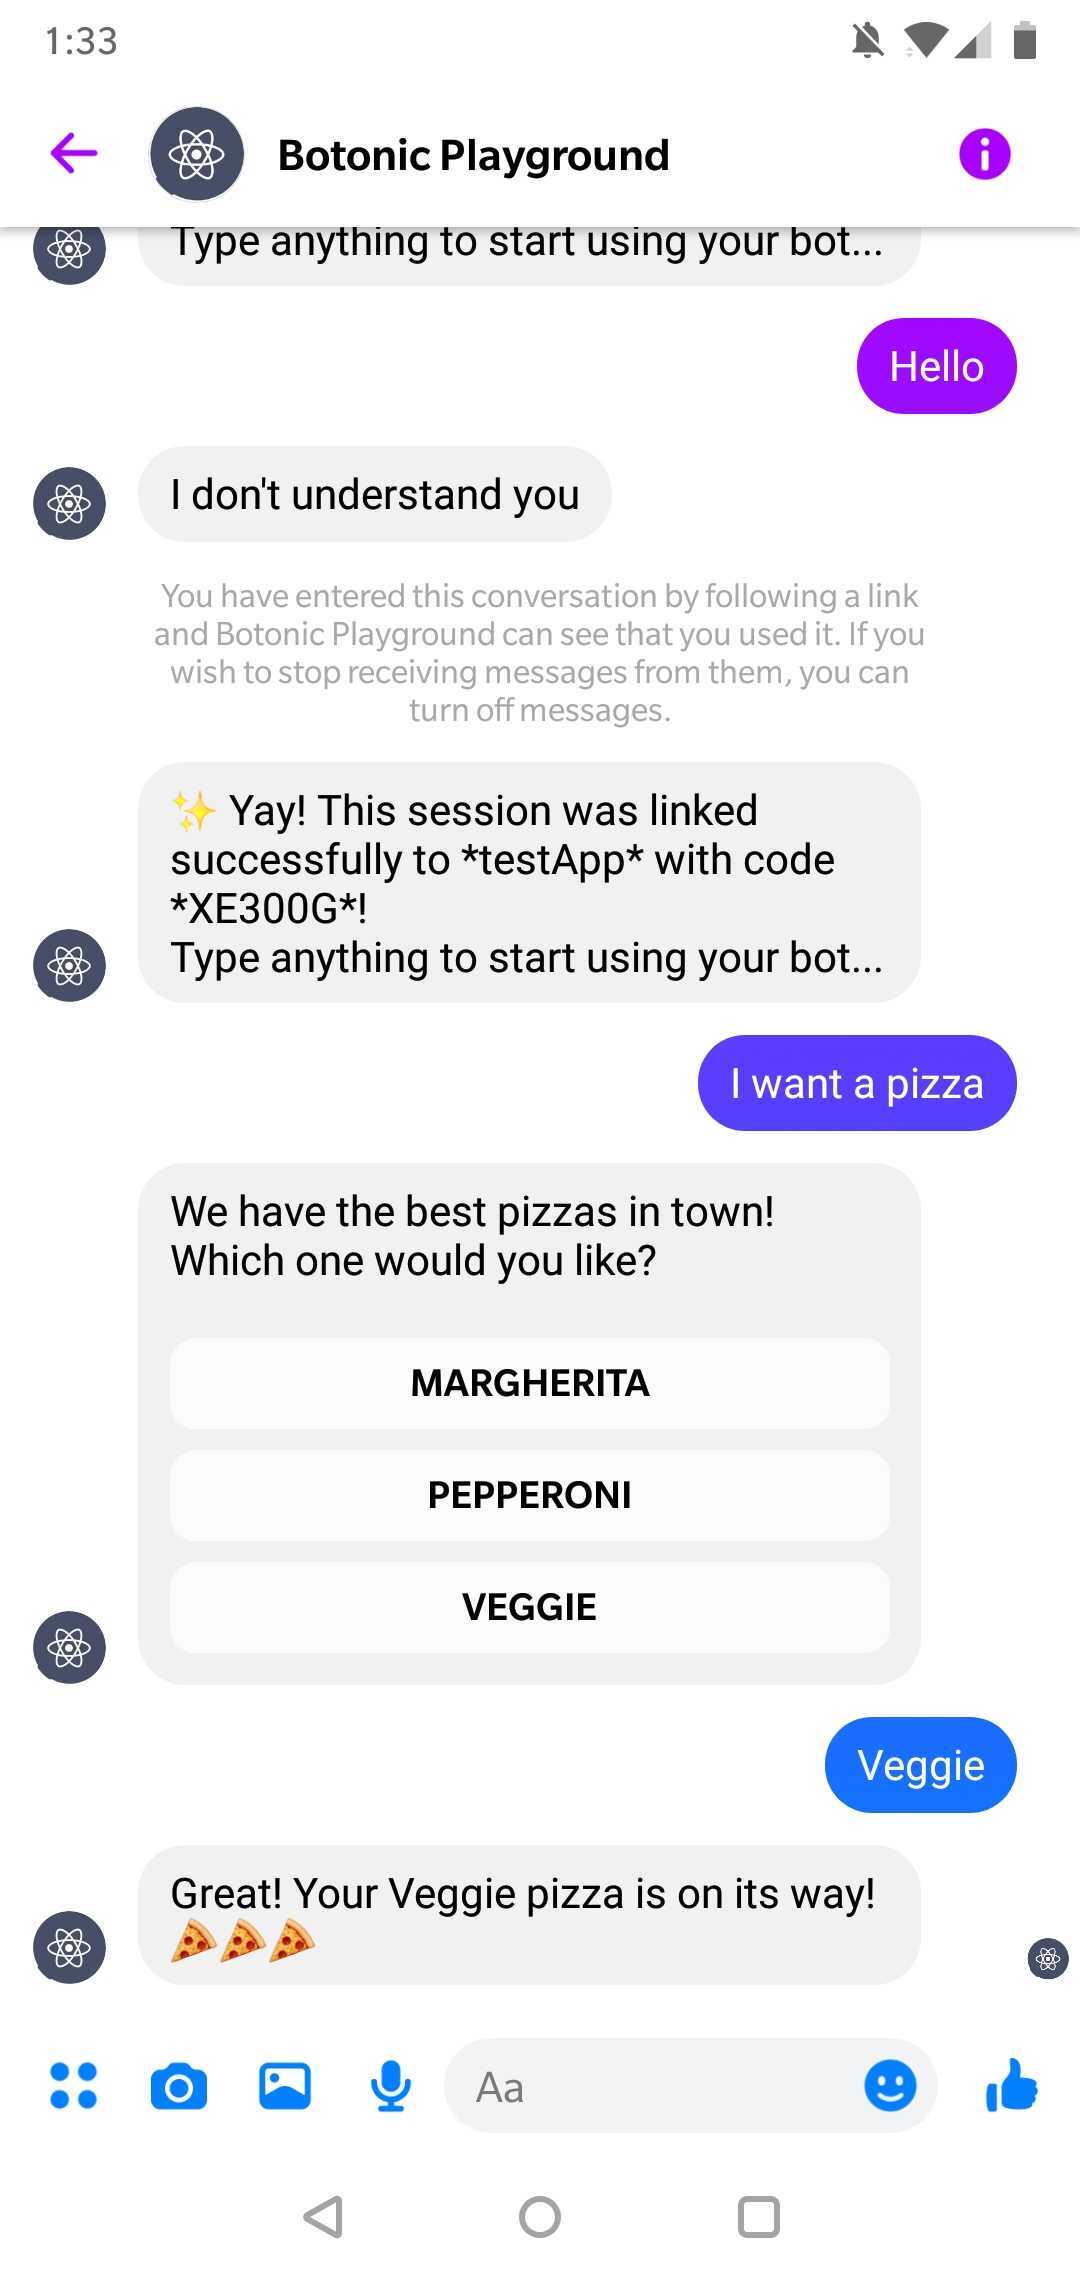 1:33
Botonic Playground
Type anything to start using your bot...
Hello
I don't understand you
You have entered this conversation by following a link
and Botonic Playground can see that you used it. If you
wish to stop receiving messages from them, you can
turn off messages.
✨ Yay! This session was linked
successfully to *testApp* with code
*XE300G*!
Type anything to start using your bot...
I want a pizza
We have the best pizzas in town!
Which one would you like?
MARGHERITA
PEPPERONI
VEGGIE
Veggie
Great! Your Veggie pizza is on its way!
🍕🍕🍕
Aa